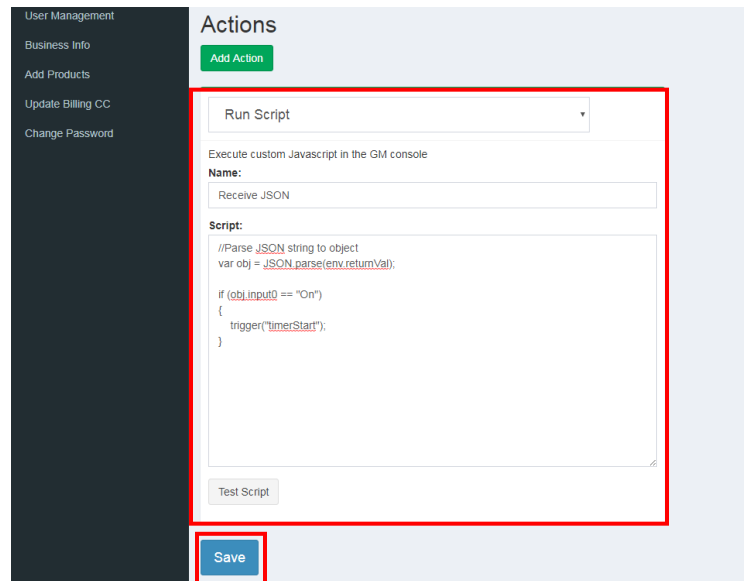 User Management
Business Info
Add Products
Update Billing CC
Change Password
Actions
Add Action
Run Script
Execute custom Javascript in the GM console
Name:
Receive JSON
Script:
//Parse JSON string to object
var obj = JSON.parse(env.returnVal);
if (obj.input0 == "On")
{
trigger("timerStart");
}
Test Script
Save